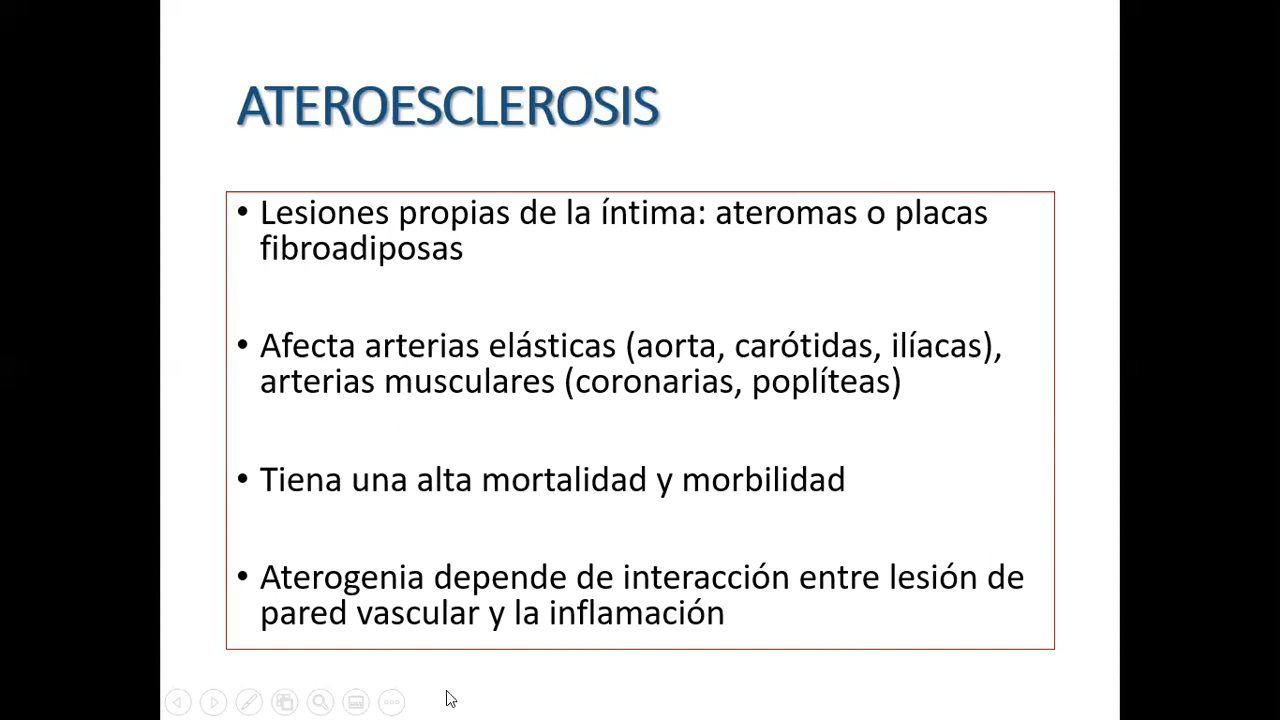 ATEROESCLEROSIS
• Lesiones propias de la íntima: ateromas o placas
fibroadiposas
• Afecta arterias elásticas (aorta, carótidas, ilíacas),
arterias musculares (coronarias, poplíteas)
• Tiena una alta mortalidad y morbilidad
• Aterogenia depende de interacción entre lesión de
pared vascular y la inflamación